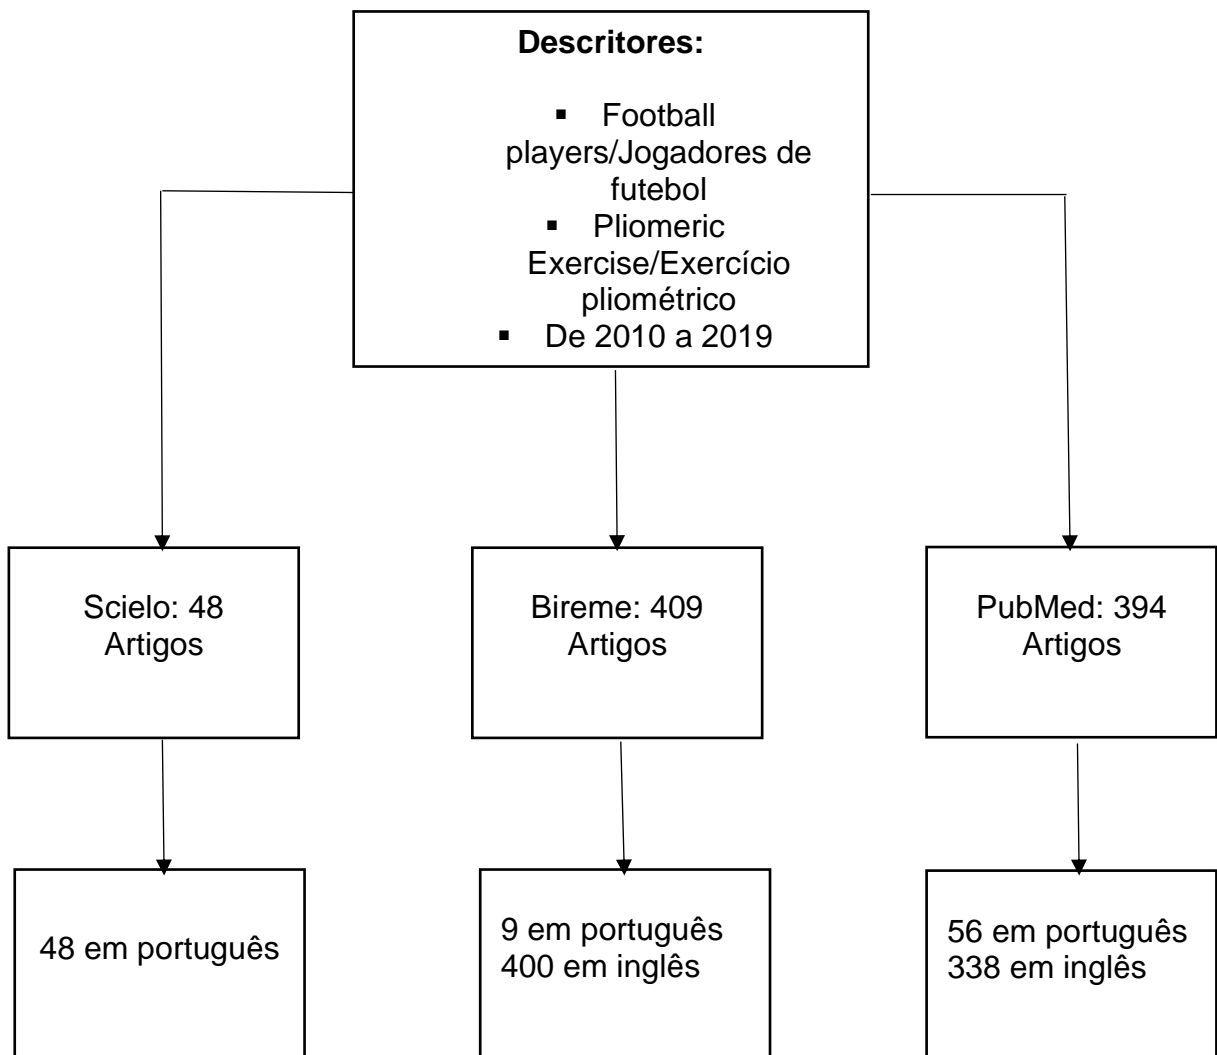 Descritores:
▪ Football
players/Jogadores de
futebol
▪ Pliomeric
Exercise/Exercício
pliométrico
▪ De 2010 a 2019
Scielo: 48
Artigos
Bireme: 409
Artigos
PubMed: 394
Artigos
48 em português
9 em português
400 em inglês
56 em português
338 em inglês